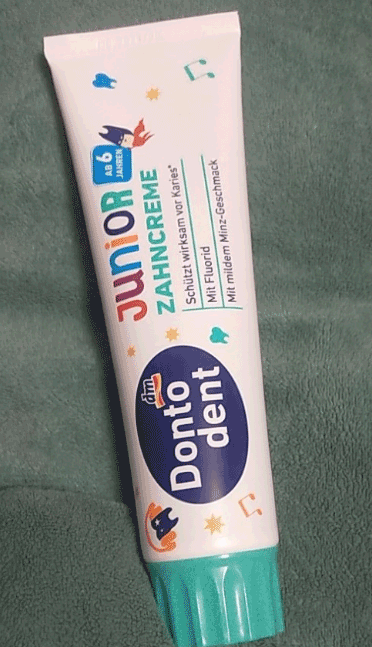 dm
Donto
dent
JUNIOR
AB 6
JAHREN
ZAHNCREME
Schützt wirksam vor Karies*
Mit Fluorid
Mit mildem Minz-Geschmack